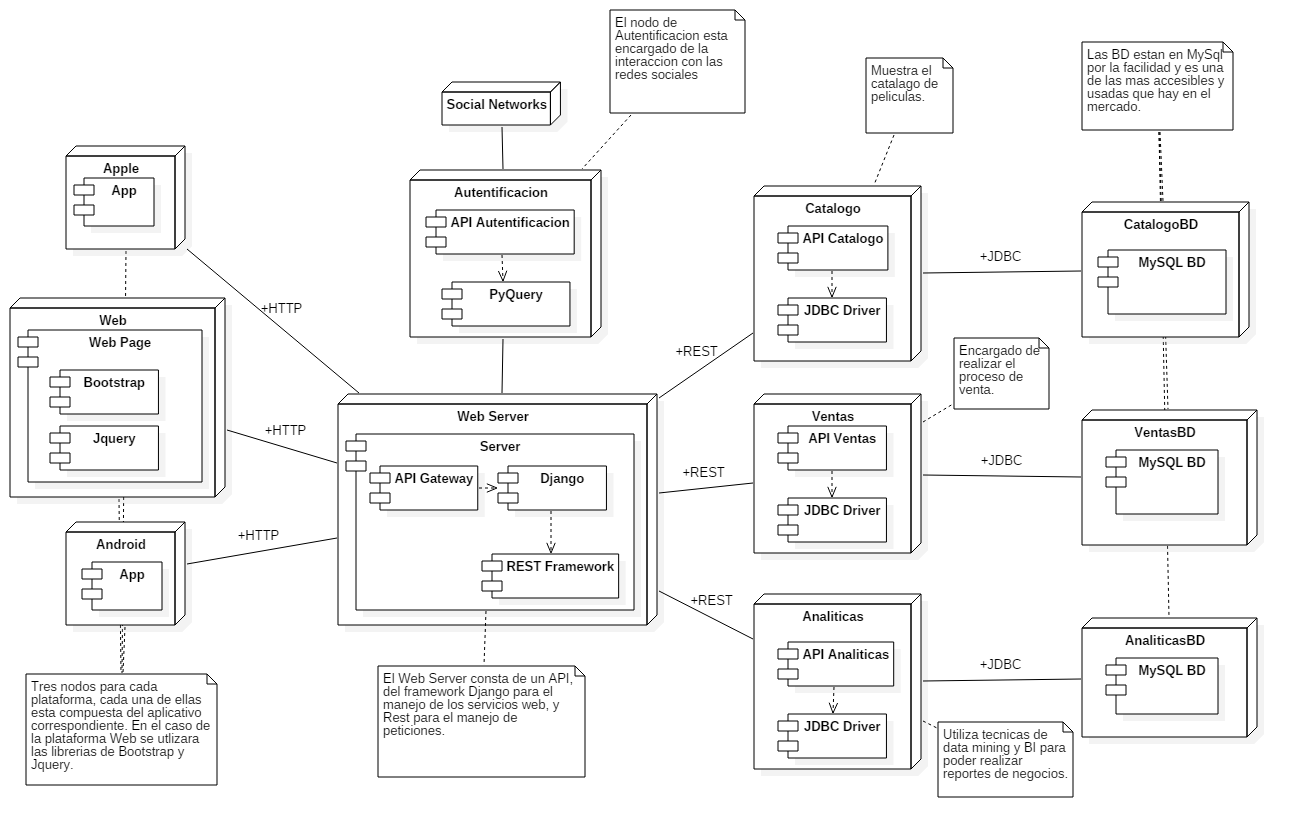 El nodo de
Autentificacion esta
encargado de la
interaccion con las
redes sociales
Muestra el
catalago de
peliculas.
Las BD estan en MySql
por la facilidad y es una
de las mas accesibles y
usadas que hay en el
mercado.
Social Networks
Apple
App
Autentificacion
API Autentificacion
PyQuery
Catalogo
API Catalogo
JDBC Driver
+JDBC
CatalogoBD
MySQL BD
+HTTP
Web
Web Page
Bootstrap
Jquery
+HTTP
+REST
Encargado de
realizar el
proceso de
venta.
Web Server
Server
API Gateway
Django
REST Framework
+REST
Ventas
API Ventas
JDBC Driver
+JDBC
VentasBD
MySQL BD
Android
App
+HTTP
+REST
Analiticas
API Analiticas
JDBC Driver
+JDBC
AnaliticasBD
MySQL BD
Tres nodos para cada
plataforma, cada una de ellas
esta compuesta del aplicativo
correspondiente. En el caso de
la plataforma Web se utlizara
las librerias de Bootstrap y
Jquery.
El Web Server consta de un API,
del framework Django para el
manejo de los servicios web, y
Rest para el manejo de
peticiones.
Utiliza tecnicas de
data mining y BI para
poder realizar
reportes de negocios.